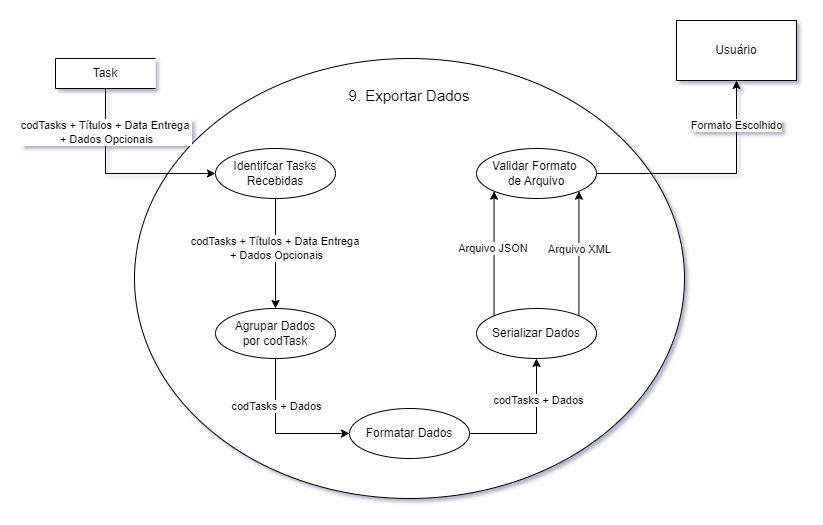 Usuário
Task
9. Exportar Dados
codTasks + Títulos + Data Entrega
+ Dados Opcionais
Formato Escolhido
Identifcar Tasks
Recebidas
Validar Formato
de Arquivo
codTasks + Títulos + Data Entrega
+ Dados Opcionais
Arquivo JSON
Arquivo XML
Agrupar Dados
por codTask
Serializar Dados
codTasks + Dados
codTasks + Dados
Formatar Dados